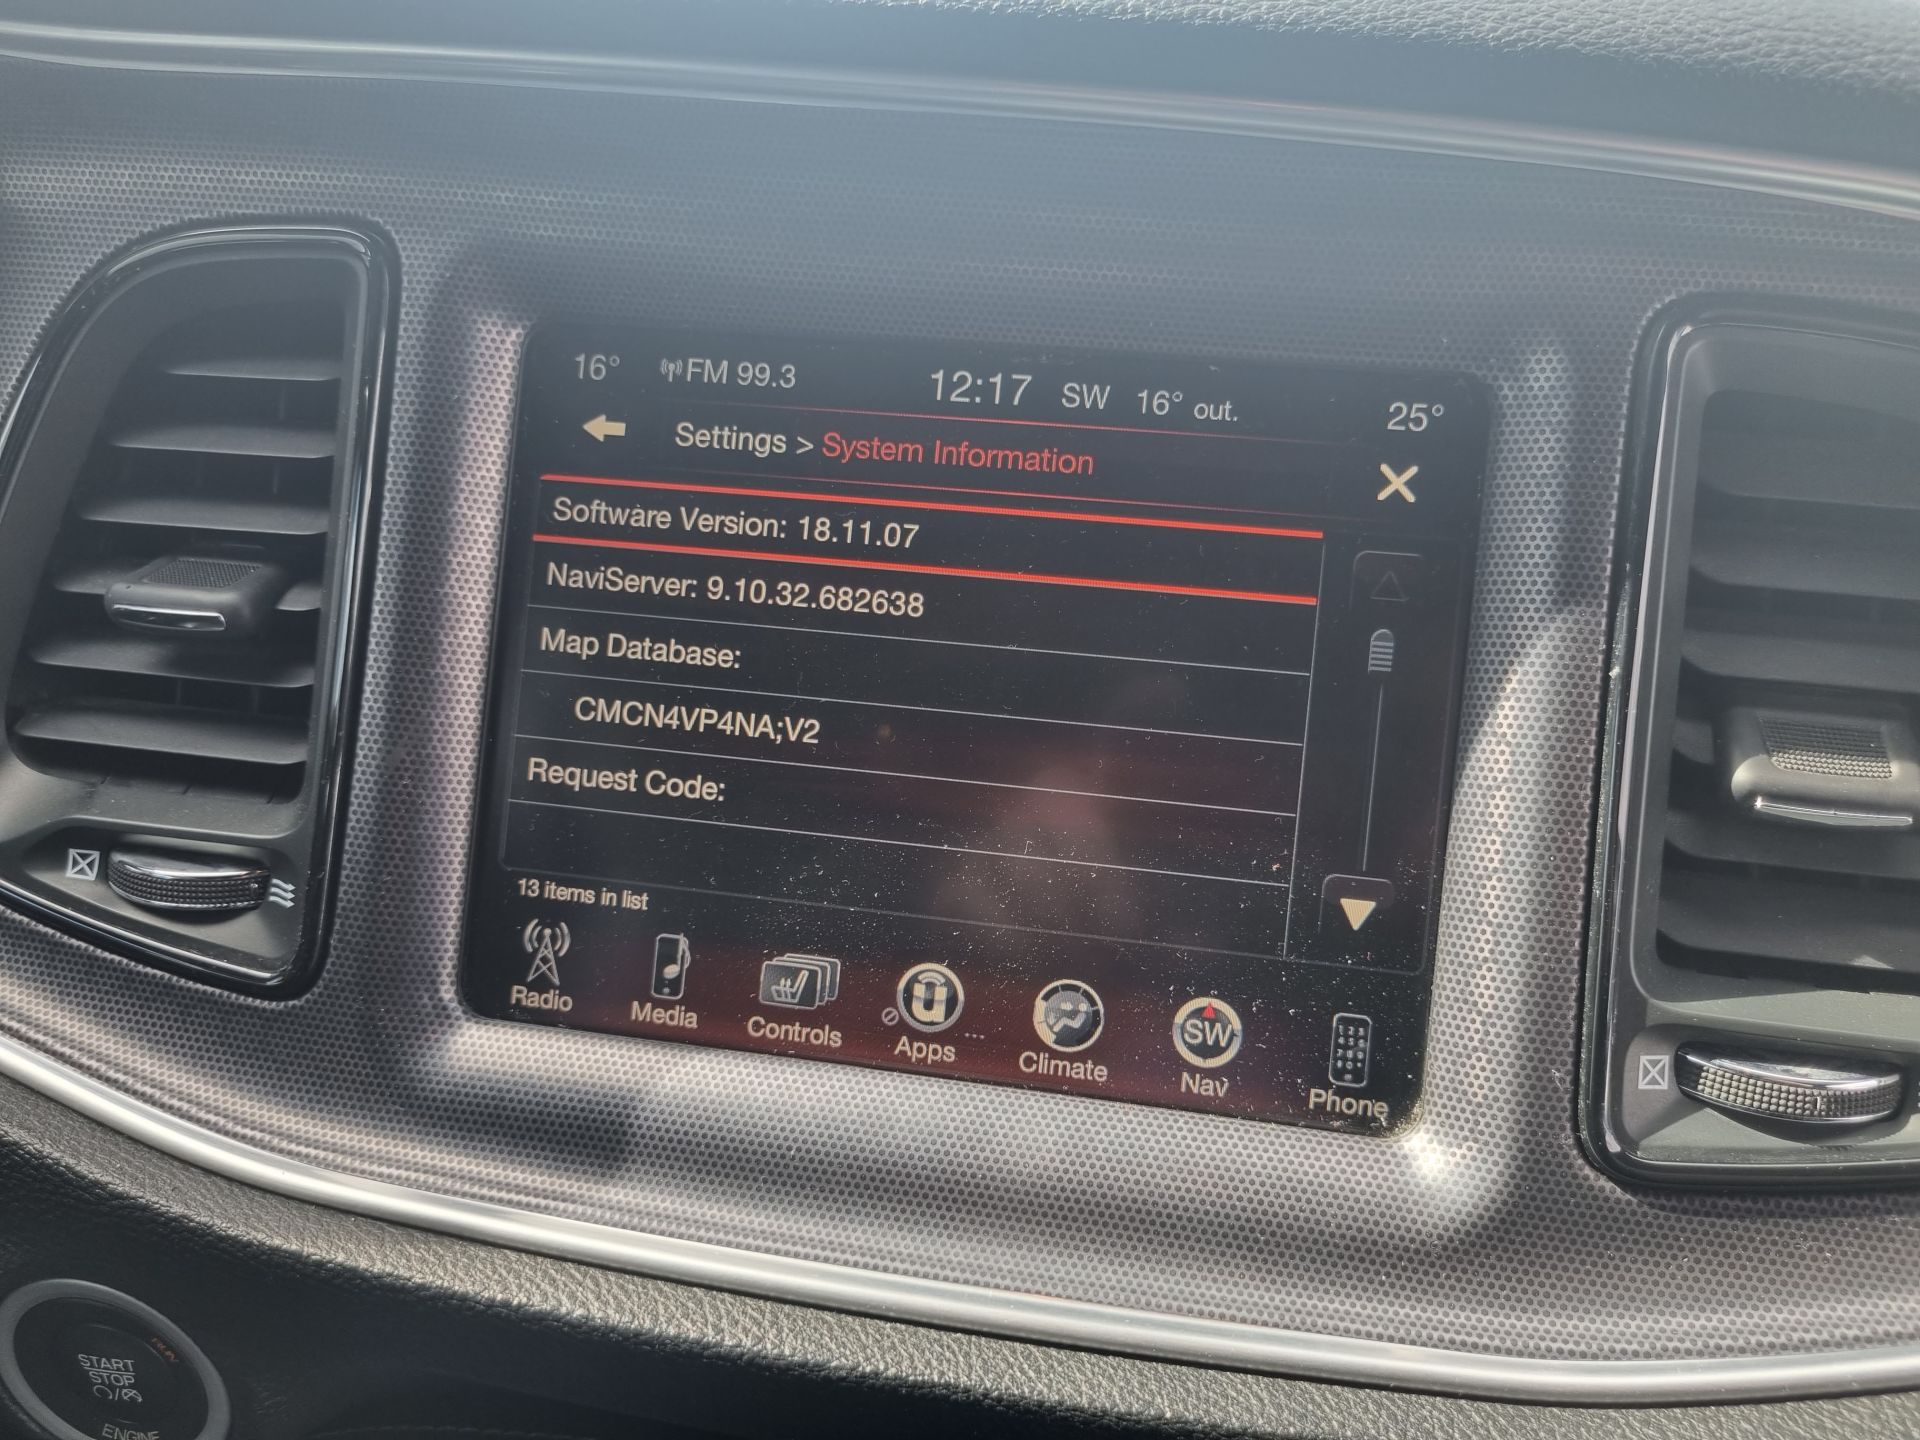 16° FM 99.3 12:17 SW 16° out. 25°
Settings > System Information
Software Version: 18.11.07
NaviServer: 9.10.32.682638
Map Database:
CMCN4VP4NA;V2
Request Code:
13 items in list
Radio Media Controls Apps Climate SW Nav Phone
START
STOP
ENGINE